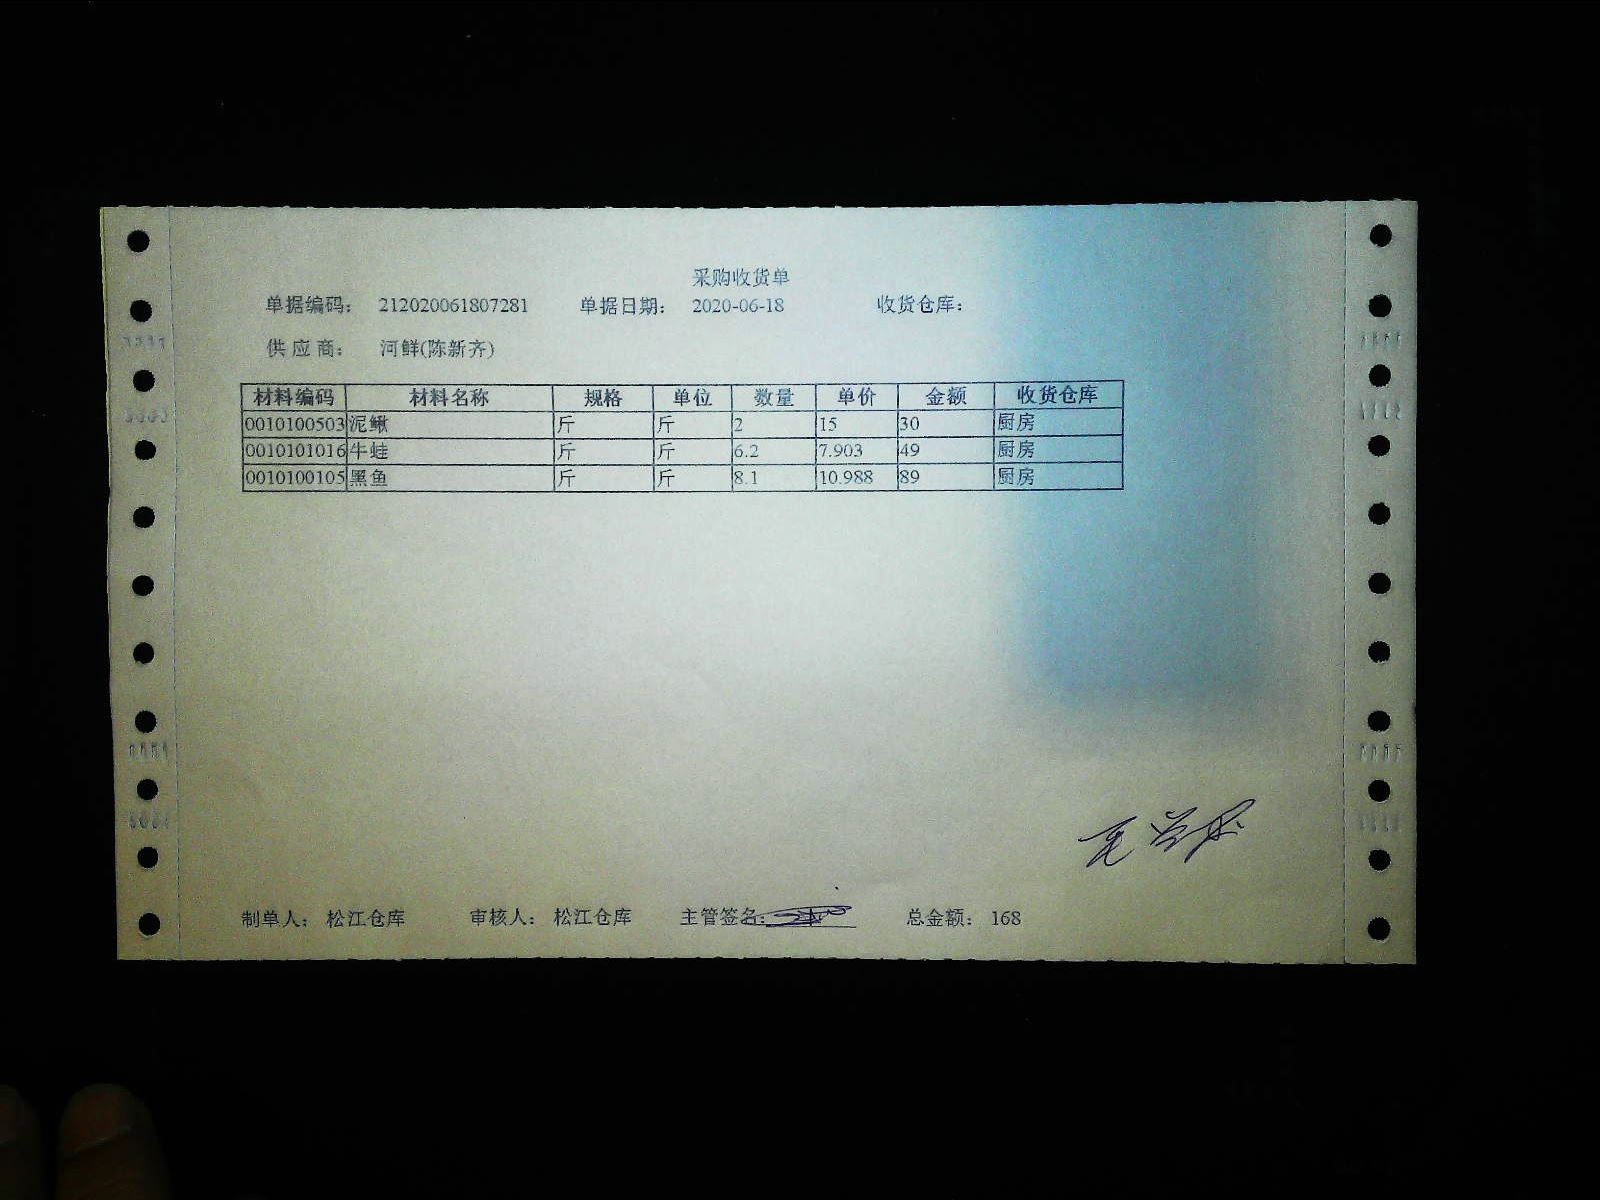 采购收货单
单据编码: 212020061807281 单据日期: 2020-06-18 收货仓库:
供应商: 河鲜(陈新齐)
材料编码 材料名称 规格 单位 数量 单价 金额 收货仓库
0010100503 泥鳅 斤 斤 2 15 30 厨房
0010101016 牛蛙 斤 斤 6.2 7.903 49 厨房
0010100105 黑鱼 斤 斤 8.1 10.988 89 厨房
制单人: 松江仓库 审核人: 松江仓库 主管签名: 总金额: 168